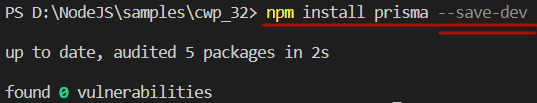 PS D:\NodeJS\samples\cwp_32> npm install prisma --save-dev
up to date, audited 5 packages in 2s
found 0 vulnerabilities